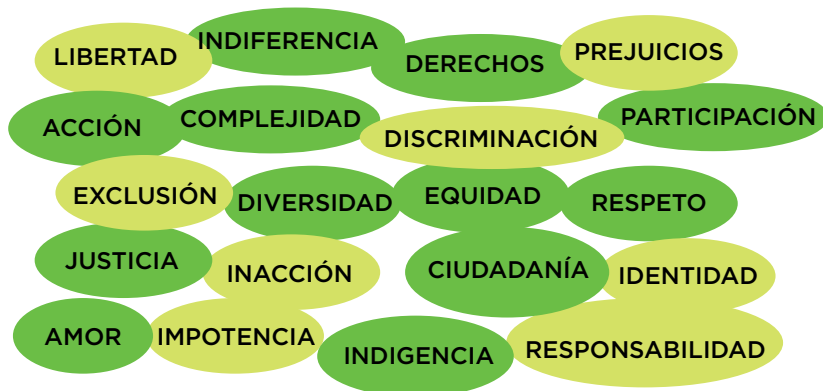 LIBERTAD
INDIFERENCIA
DERECHOS
PREJUICIOS
ACCIÓN
COMPLEJIDAD
DISCRIMINACIÓN
PARTICIPACIÓN
EXCLUSIÓN
DIVERSIDAD
EQUIDAD
RESPETO
JUSTICIA
INACCIÓN
CIUDADANÍA
IDENTIDAD
AMOR
IMPOTENCIA
INDIGENCIA
RESPONSABILIDAD